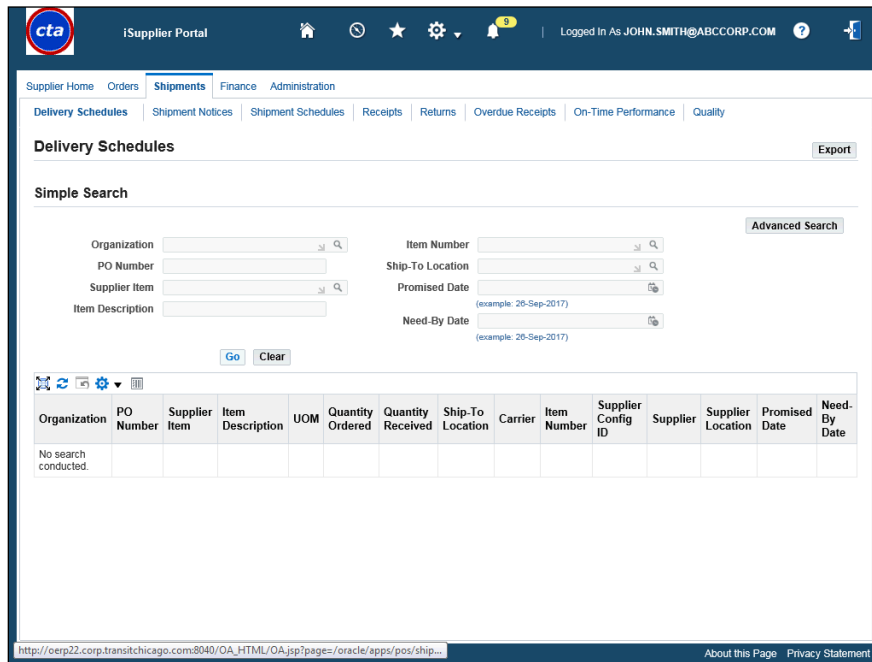 cta
iSupplier Portal
9
Logged In As JOHN.SMITH@ABCCORP.COM
?
Supplier Home Orders Shipments Finance Administration
Delivery Schedules Shipment Notices Shipment Schedules Receipts Returns Overdue Receipts On-Time Performance Quality
Delivery Schedules
Export
Simple Search
Advanced Search
Organization
Item Number
PO Number
Ship-To Location
Supplier Item
Promised Date
(example: 26-Sep-2017)
Item Description
Need-By Date
(example: 26-Sep-2017)
Go Clear
Organization PO Number Supplier Item Item Description UOM Quantity Ordered Quantity Received Ship-To Location Carrier Item Number Supplier Config ID Supplier Supplier Location Promised Date Need-By Date
No search
conducted.
http://oerp22.corp.transitchicago.com:8040/OA_HTML/OA.jsp?page=/oracle/apps/pos/ship...
About this Page Privacy Statement